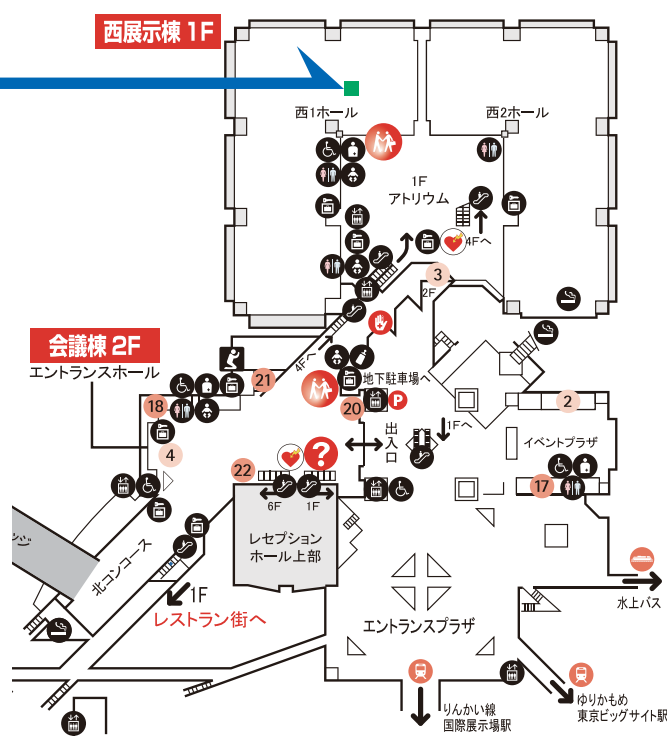 西展示棟 1F
西1ホール
西2ホール
1F
アトリウム
4Fへ
3
2F
会議棟 2F
エントランスホール
4Fへ
21
地下駐車場へ
18
20
P
2
出入口
1Fへ
イベントプラザ
4
?
22
17
6F
1F
レセプション
ホール上部
ジ
北コンコース
1F
レストラン街へ
水上バス
エントランスプラザ
りんかい線
国際展示場駅
ゆりかもめ
東京ビッグサイト駅